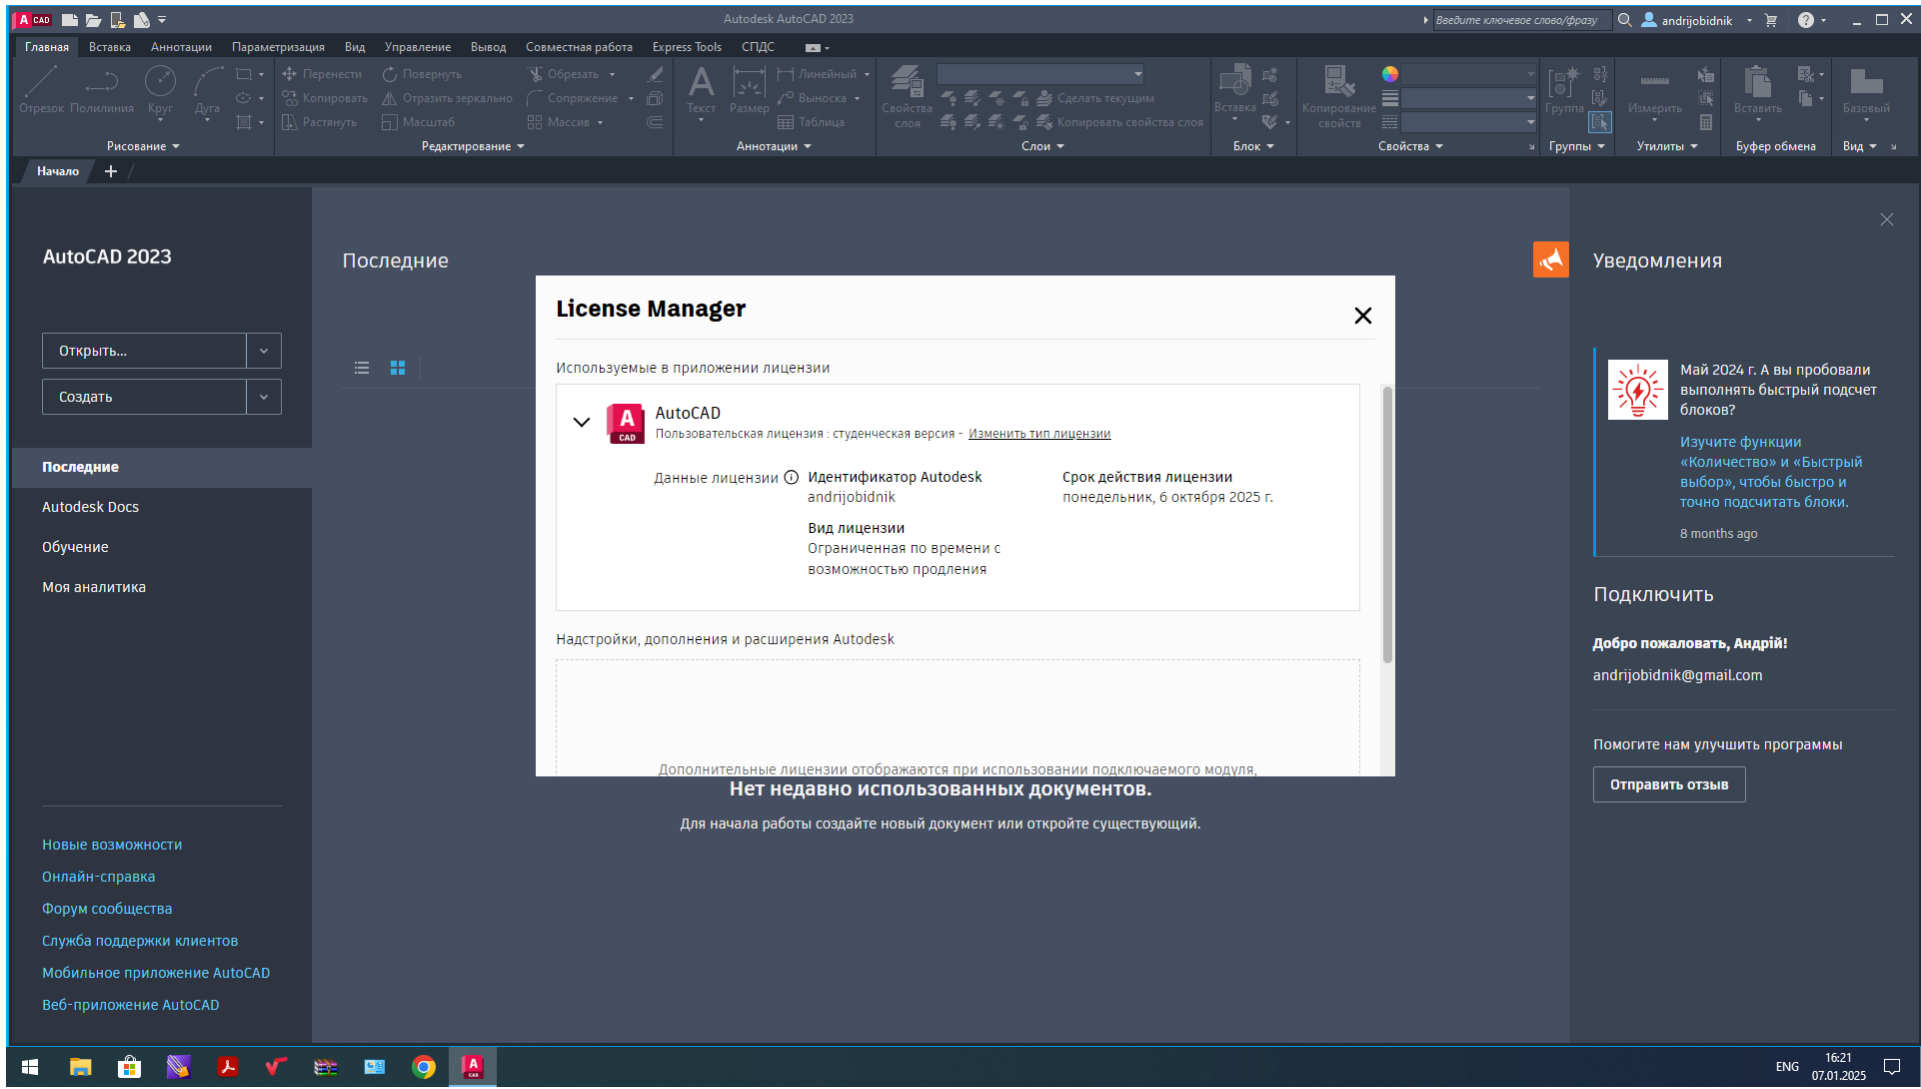 A CAD
Autodesk AutoCAD 2023
Введите ключевое слово/фразу
andrijobidnik
Главная
Вставка
Аннотации
Параметризация
Вид
Управление
Вывод
Совместная работа
Express Tools
СПДС
Отрезок
Полилиния
Круг
Дуга
Перенести
Повернуть
Обрезать
Копировать
Отразить зеркально
Сопряжение
Растянуть
Масштаб
Массив
Текст
Размер
Линейный
Выноска
Таблица
Свойства
слоя
Сделать текущим
Копировать свойства слоя
Вставка
Копирование
свойств
Группа
Измерить
Вставить
Базовый
Рисование
Редактирование
Аннотации
Слои
Блок
Свойства
Группы
Утилиты
Буфер обмена
Вид
Начало
AutoCAD 2023
Открыть...
Создать
Последние
Autodesk Docs
Обучение
Моя аналитика
Новые возможности
Онлайн-справка
Форум сообщества
Служба поддержки клиентов
Мобильное приложение AutoCAD
Веб-приложение AutoCAD
Последние
License Manager
Используемые в приложении лицензии
A CAD
AutoCAD
Пользовательская лицензия : студенческая версия - Изменить тип лицензии
Данные лицензии
Идентификатор Autodesk
andrijobidnik
Срок действия лицензии
понедельник, 6 октября 2025 г.
Вид лицензии
Ограниченная по времени с
возможностью продления
Надстройки, дополнения и расширения Autodesk
Дополнительные лицензии отображаются при использовании подключаемого модуля,
Нет недавно использованных документов.
Для начала работы создайте новый документ или откройте существующий.
Уведомления
Май 2024 г. А вы пробовали
выполнять быстрый подсчет
блоков?
Изучите функции
«Количество» и «Быстрый
выбор», чтобы быстро и
точно подсчитать блоки.
8 months ago
Подключить
Добро пожаловать, Андрій!
andrijobidnik@gmail.com
Помогите нам улучшить программы
Отправить отзыв
A CAD
ENG
16:21
07.01.2025